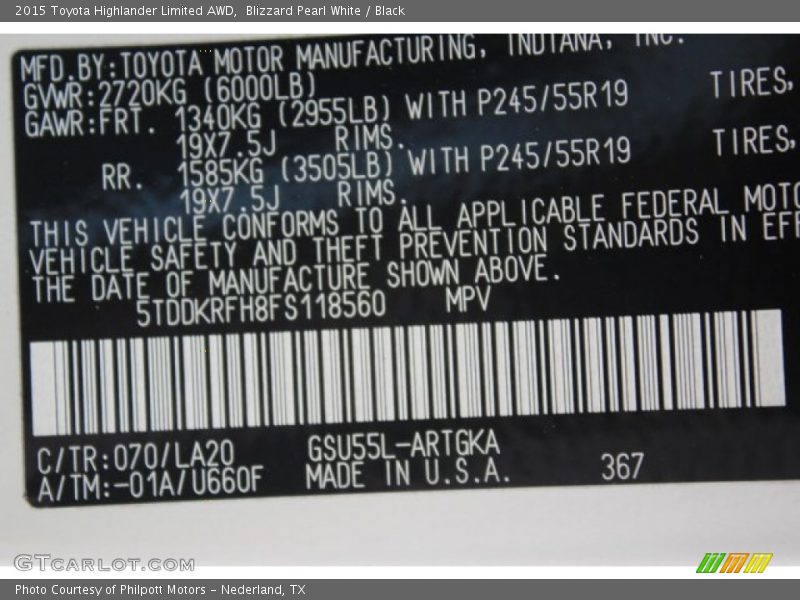 2015 Toyota Highlander Limited AWD, Blizzard Pearl White / Black
MFD.BY:TOYOTA MOTOR MANUFACTURING, INDIANA, INC.
GVWR:2720KG (6000LB)
GAWR:FRT. 1340KG (2955LB) WITH P245/55R19 TIRES,
19X7.5J RIMS.
RR. 1585KG (3505LB) WITH P245/55R19 TIRES,
19X7.5J RIMS.
THIS VEHICLE CONFORMS TO ALL APPLICABLE FEDERAL MOTO
VEHICLE SAFETY AND THEFT PREVENTION STANDARDS IN EFF
THE DATE OF MANUFACTURE SHOWN ABOVE.
5TDDKRFH8FS118560 MPV
C/TR:070/LA20 GSU55L-ARTGKA
A/TM:-01A/U660F MADE IN U.S.A. 367
GTCARLOT.COM
Photo Courtesy of Philpott Motors - Nederland, TX